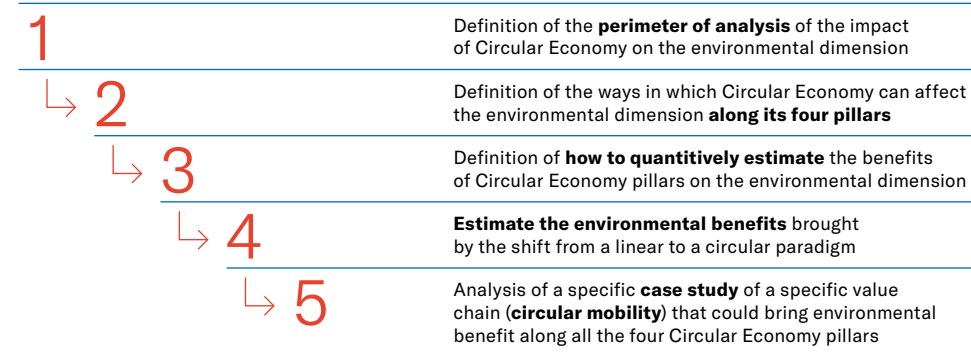 1
Definition of the perimeter of analysis of the impact
of Circular Economy on the environmental dimension
2
Definition of the ways in which Circular Economy can affect
the environmental dimension along its four pillars
3
Definition of how to quantitively estimate the benefits
of Circular Economy pillars on the environmental dimension
4
Estimate the environmental benefits brought
by the shift from a linear to a circular paradigm
5
Analysis of a specific case study of a specific value
chain (circular mobility) that could bring environmental
benefit along all the four Circular Economy pillars